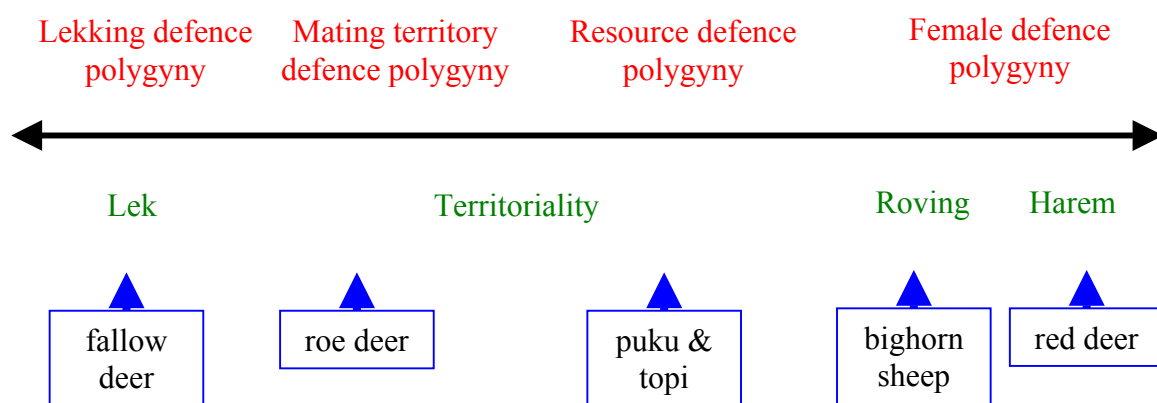 Lekking defence
polygyny
Mating territory
defence polygyny
Resource defence
polygyny
Female defence
polygyny
Lek
Territoriality
Roving
Harem
fallow
deer
roe deer
puku &
topi
bighorn
sheep
red deer